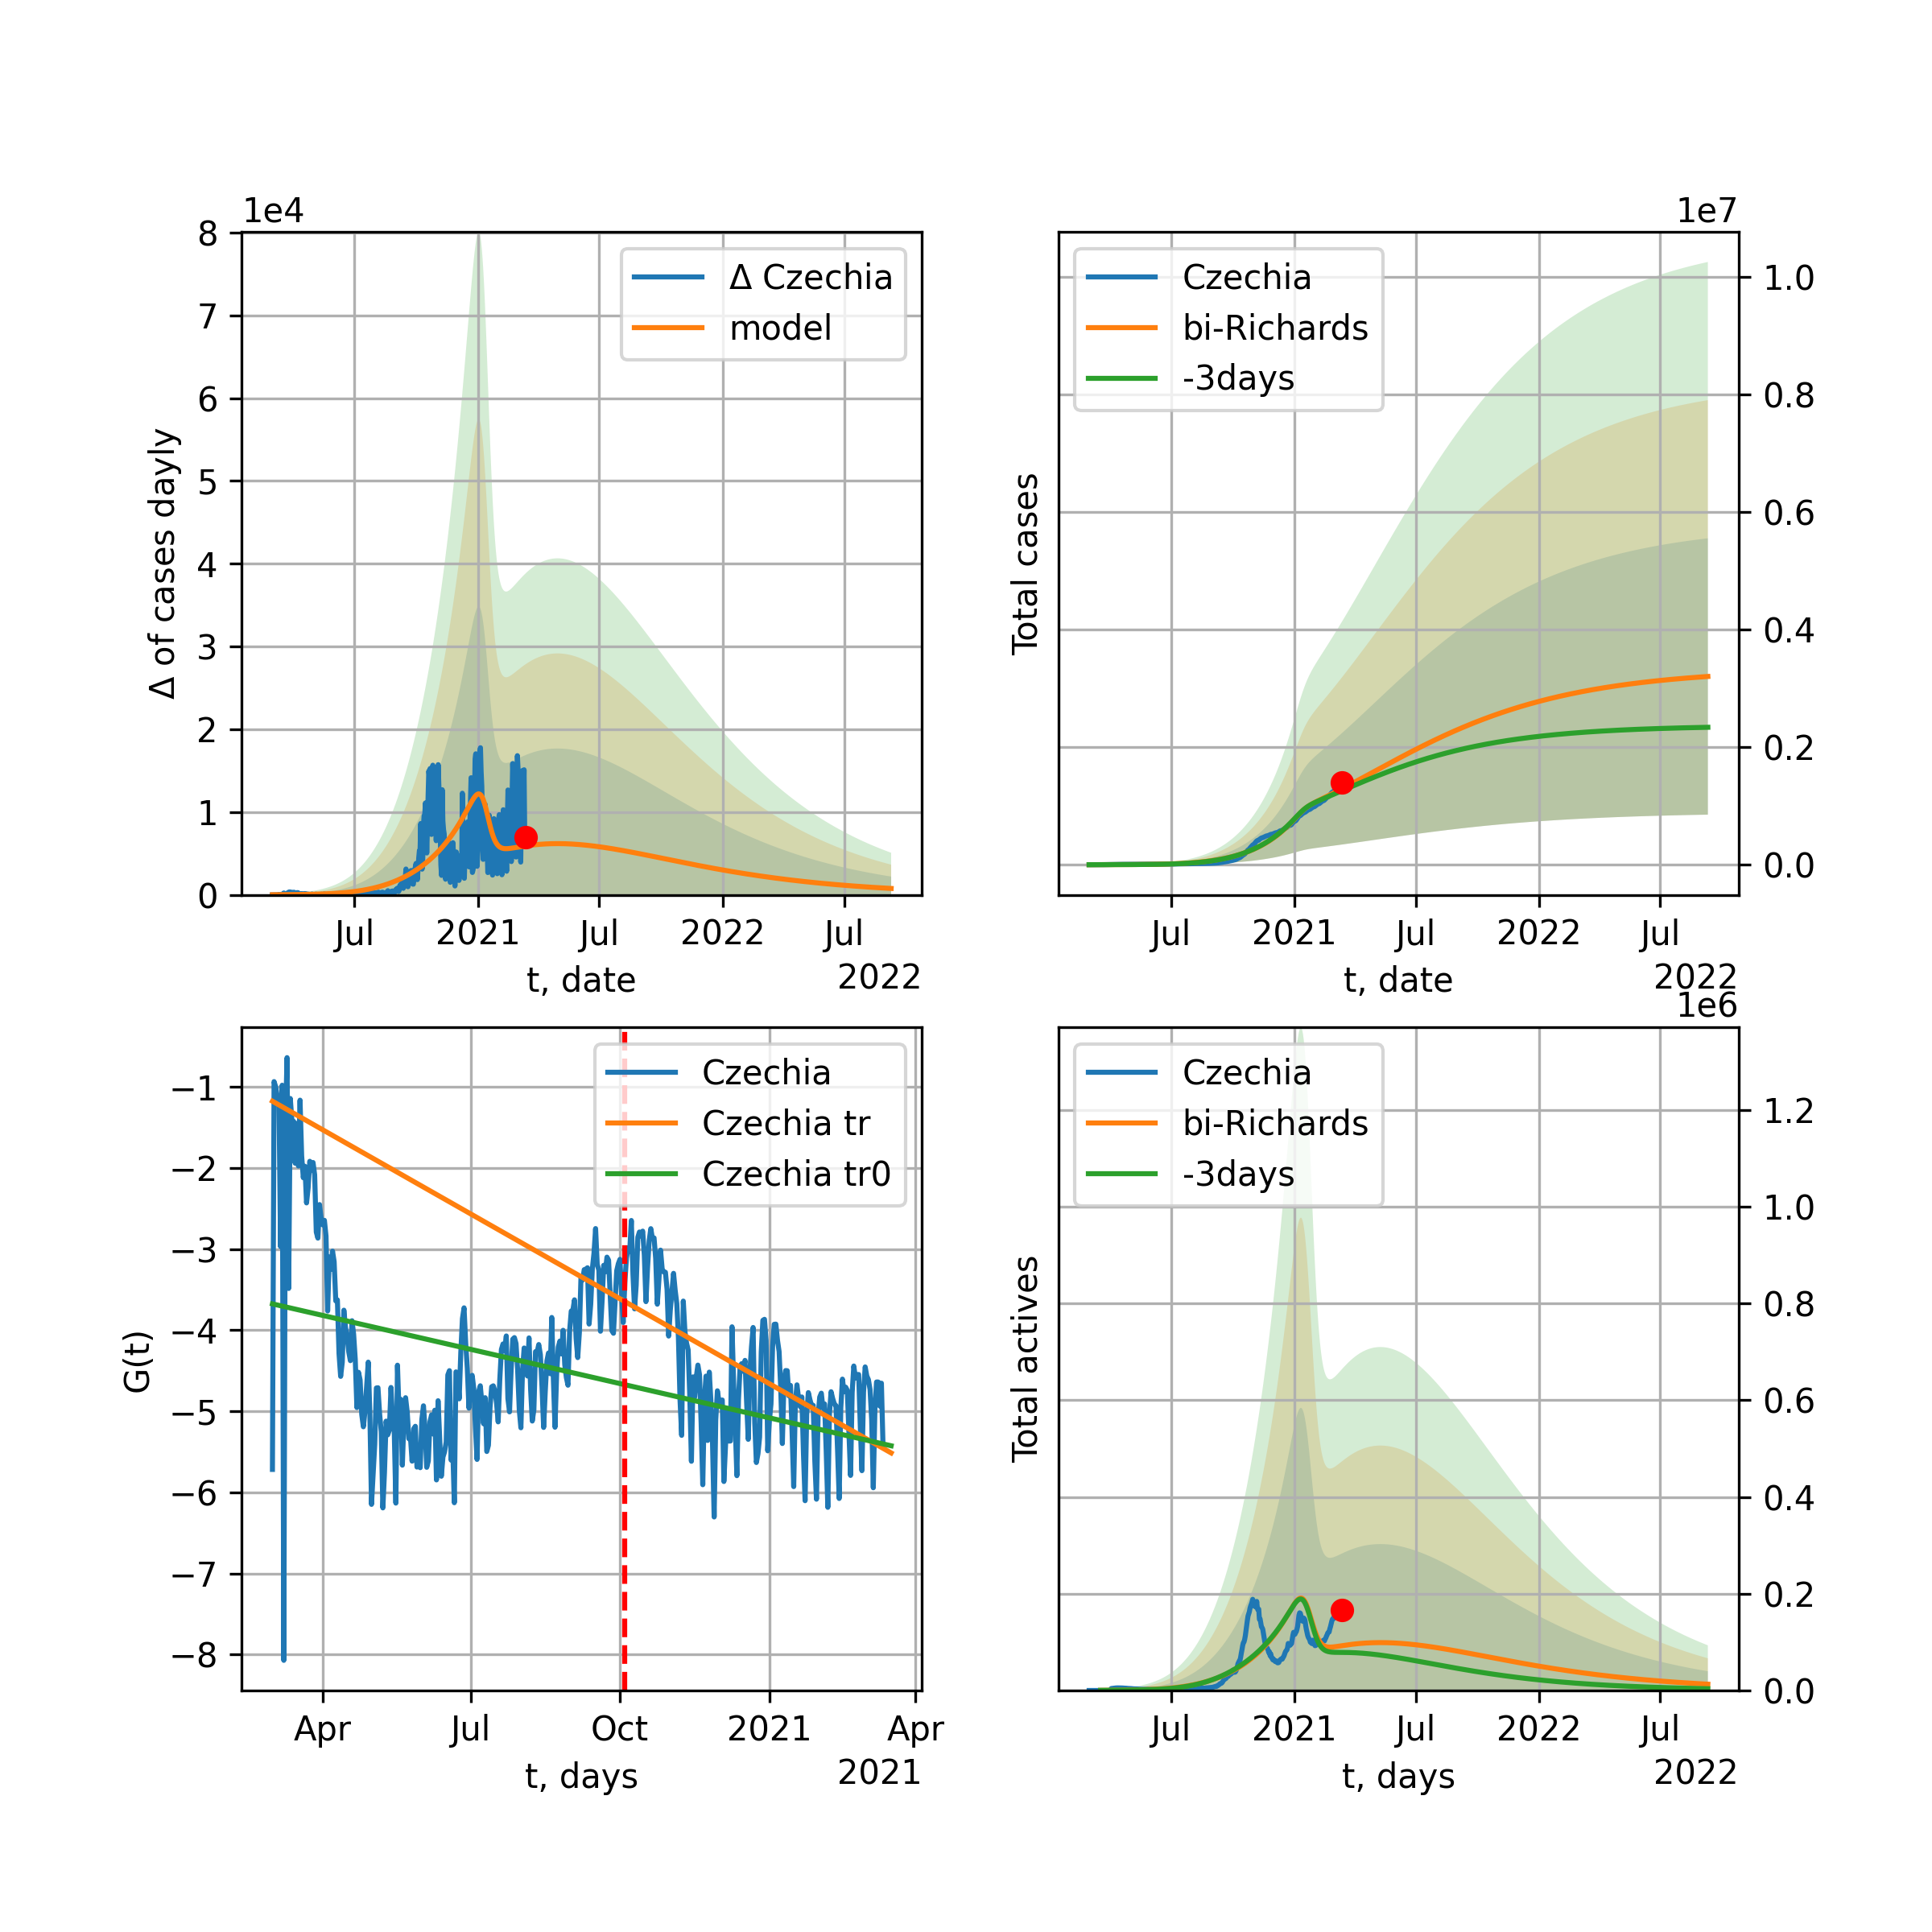 1e4
8
7
6
5
4
3
2
1
0
Δ of cases dayly
Δ Czechia
model
Jul
2021
Jul
2022
Jul
t, date
2022
1e7
Total cases
Czechia
bi-Richards
-3days
1.0
0.8
0.6
0.4
0.2
0.0
Jul
2021
Jul
2022
Jul
t, date
2022
G(t)
−1
−2
−3
−4
−5
−6
−7
−8
Czechia
Czechia tr
Czechia tr0
Apr
Jul
Oct
2021
Apr
t, days
2021
1e6
Total actives
Czechia
bi-Richards
-3days
1.2
1.0
0.8
0.6
0.4
0.2
0.0
Jul
2021
Jul
2022
Jul
t, days
2022